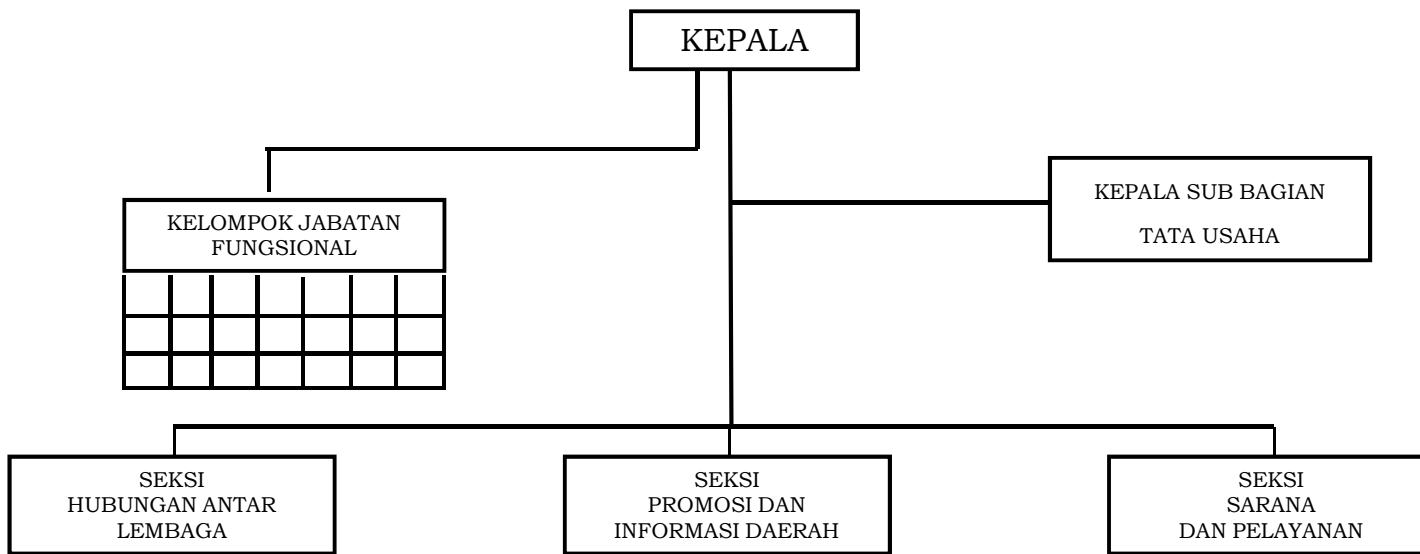 KEPALA
KEPALA SUB BAGIAN
TATA USAHA
KELOMPOK JABATAN
FUNGSIONAL
SEKSI
HUBUNGAN ANTAR
LEMBAGA
SEKSI
PROMOSI DAN
INFORMASI DAERAH
SEKSI
SARANA
DAN PELAYANAN